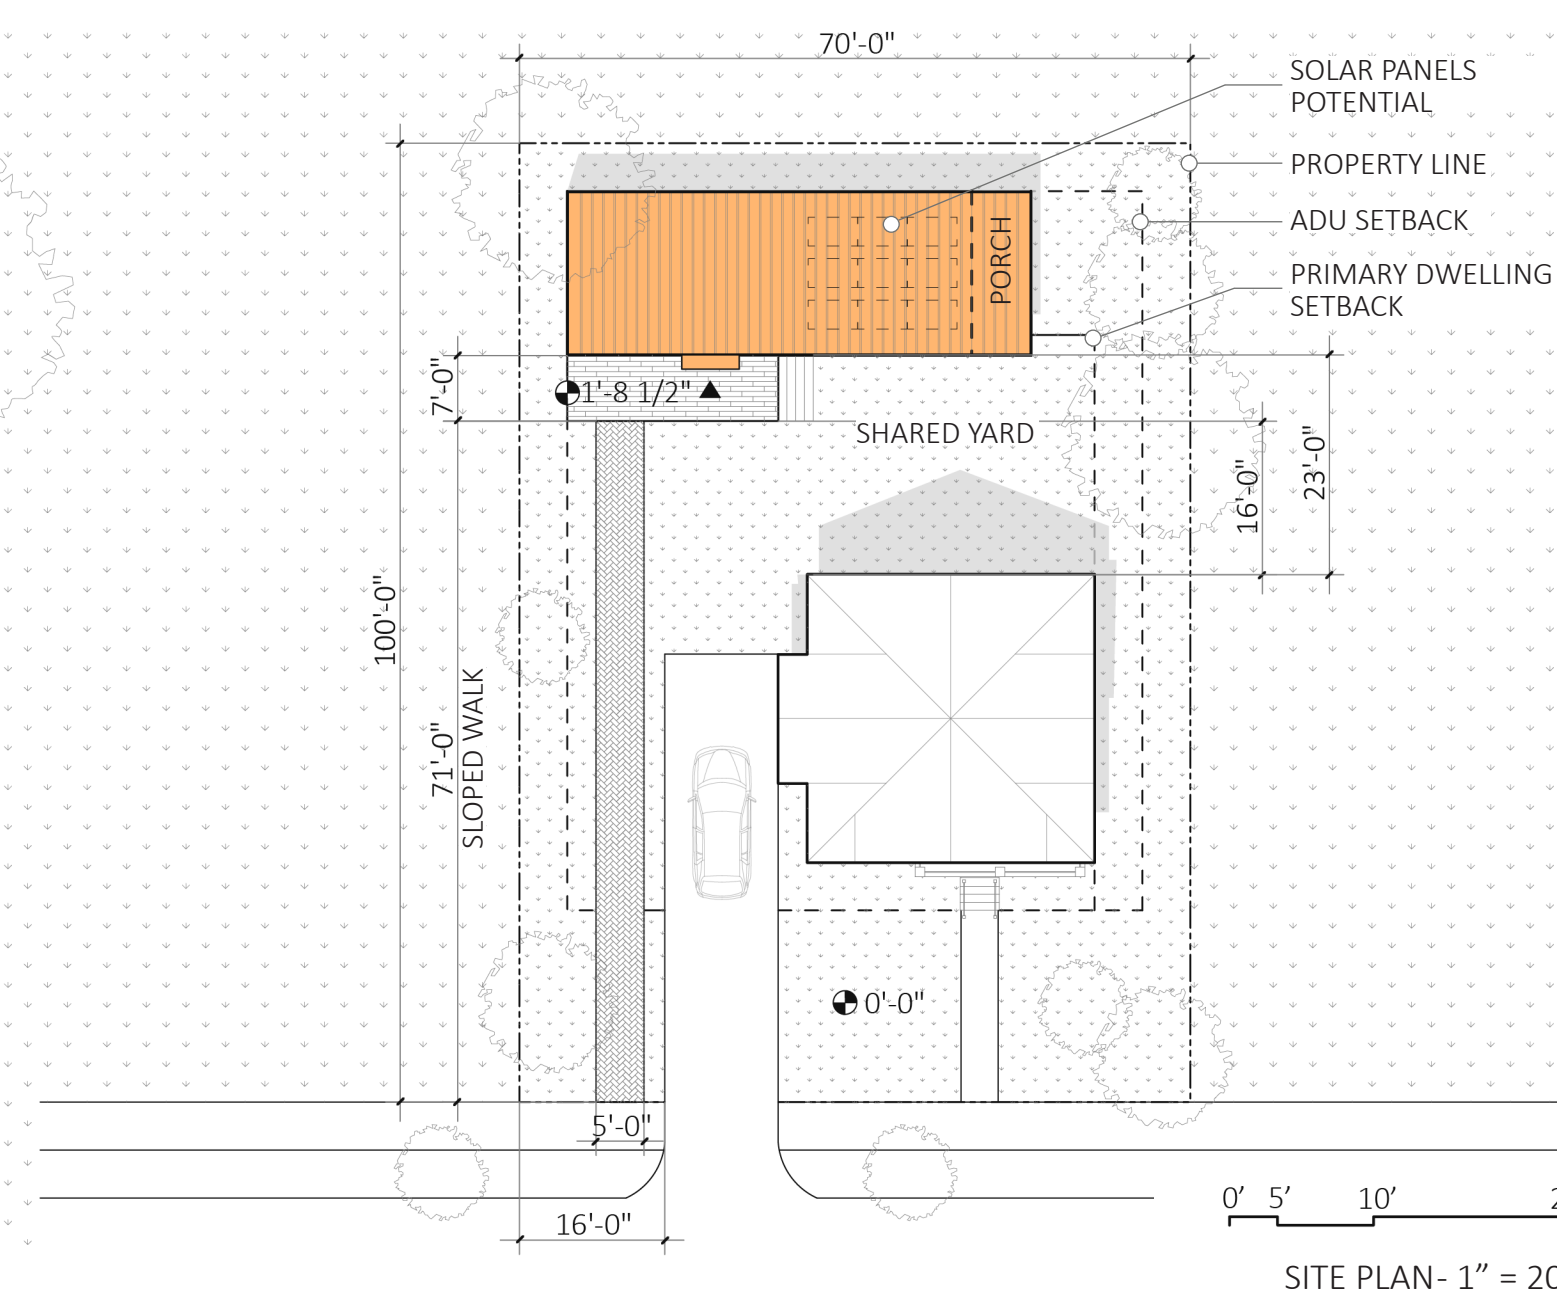 70'-0"
SOLAR PANELS
POTENTIAL
PROPERTY LINE
ADU SETBACK
PRIMARY DWELLING
SETBACK
PORCH
7'-0"
1'-8 1/2"
SHARED YARD
16'-0"
23'-0"
100'-0"
71'-0"
SLOPED WALK
0'-0"
5'-0"
16'-0"
0’ 5’ 10’
SITE PLAN- 1” = 20